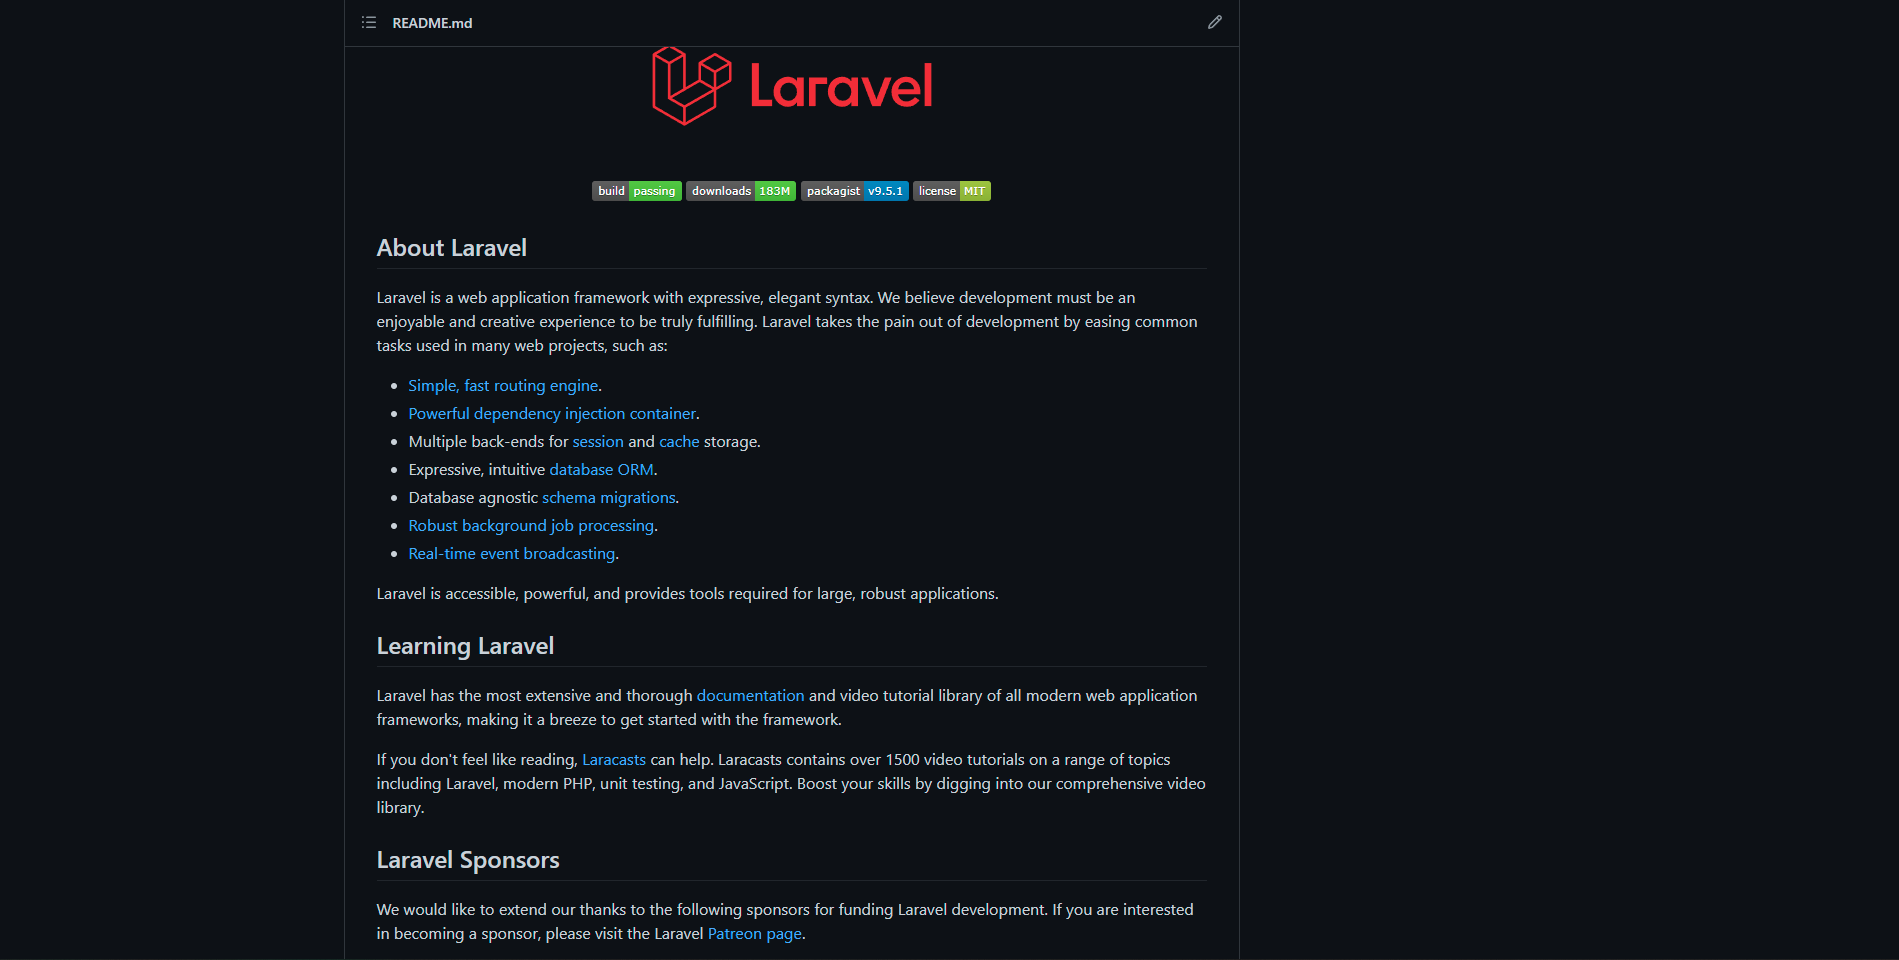 README.md
Laravel
build passing downloads 183M packagist v9.5.1 license MIT
About Laravel
Laravel is a web application framework with expressive, elegant syntax. We believe development must be an
enjoyable and creative experience to be truly fulfilling. Laravel takes the pain out of development by easing common
tasks used in many web projects, such as:
Simple, fast routing engine.
Powerful dependency injection container.
Multiple back-ends for session and cache storage.
Expressive, intuitive database ORM.
Database agnostic schema migrations.
Robust background job processing.
Real-time event broadcasting.
Laravel is accessible, powerful, and provides tools required for large, robust applications.
Learning Laravel
Laravel has the most extensive and thorough documentation and video tutorial library of all modern web application
frameworks, making it a breeze to get started with the framework.
If you don't feel like reading, Laracasts can help. Laracasts contains over 1500 video tutorials on a range of topics
including Laravel, modern PHP, unit testing, and JavaScript. Boost your skills by digging into our comprehensive video
library.
Laravel Sponsors
We would like to extend our thanks to the following sponsors for funding Laravel development. If you are interested
in becoming a sponsor, please visit the Laravel Patreon page.